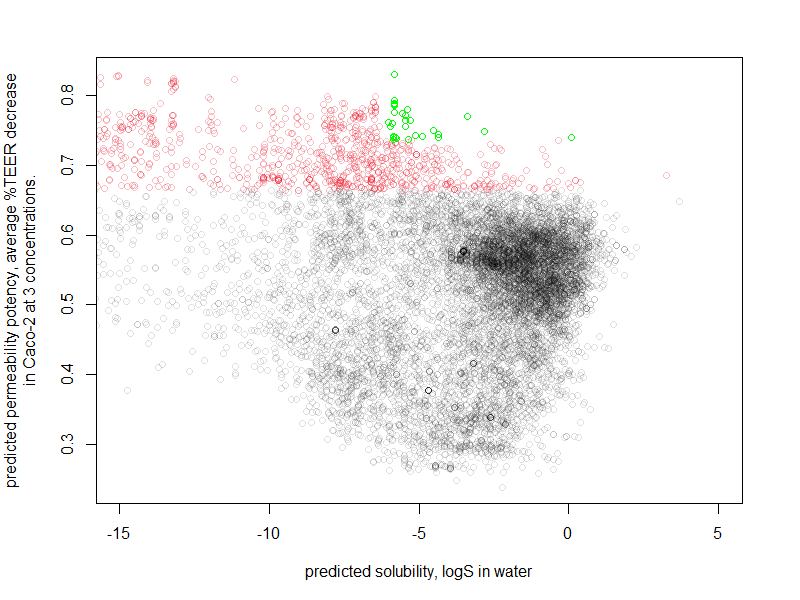 predicted permeability potency, average %TEER decrease
in Caco-2 at 3 concentrations.
0.8
0.7
0.6
0.5
0.4
0.3
-15 -10 -5 0 5
predicted solubility, logS in water